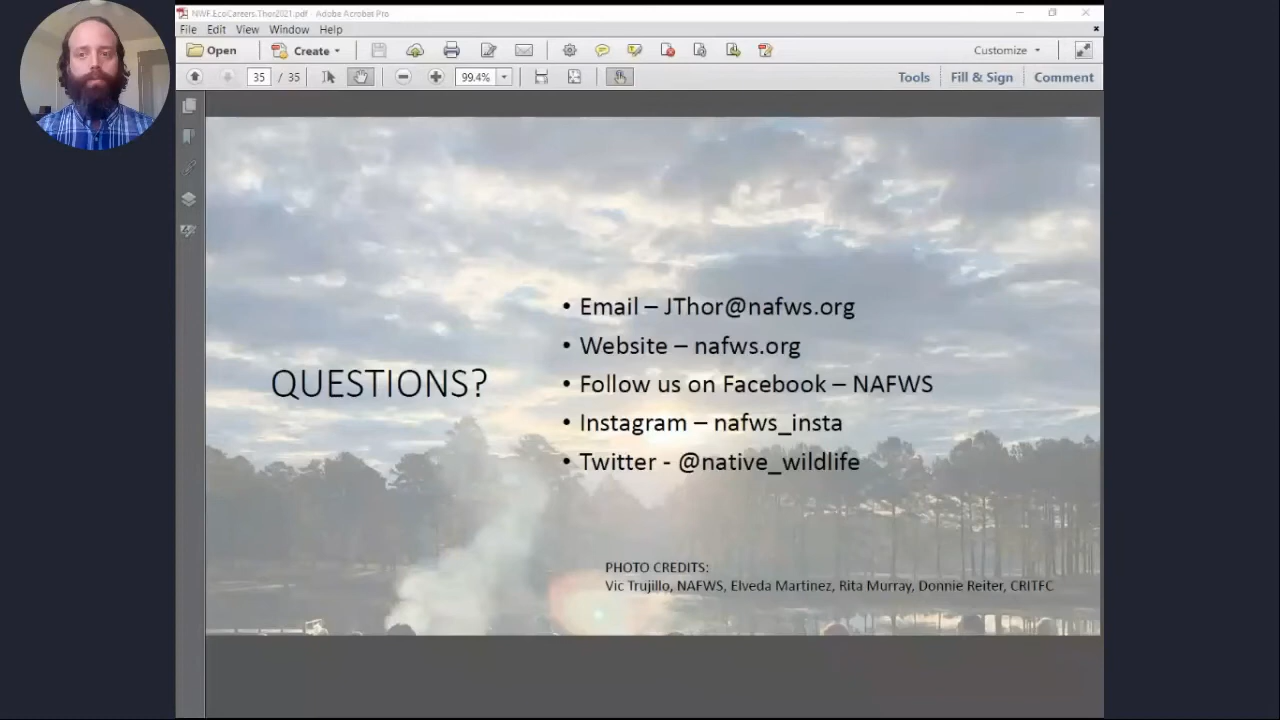 NWF.EcoCareers.Thor2021.pdf - Adobe Acrobat Pro
File Edit View Window Help
Open Create Customize
35 / 35 99.4% Tools Fill & Sign Comment
• Email – JThor@nafws.org
• Website – nafws.org
QUESTIONS?
• Follow us on Facebook – NAFWS
• Instagram – nafws_insta
• Twitter - @native_wildlife
PHOTO CREDITS:
Vic Trujillo, NAFWS, Elveda Martinez, Rita Murray, Donnie Reiter, CRITFC